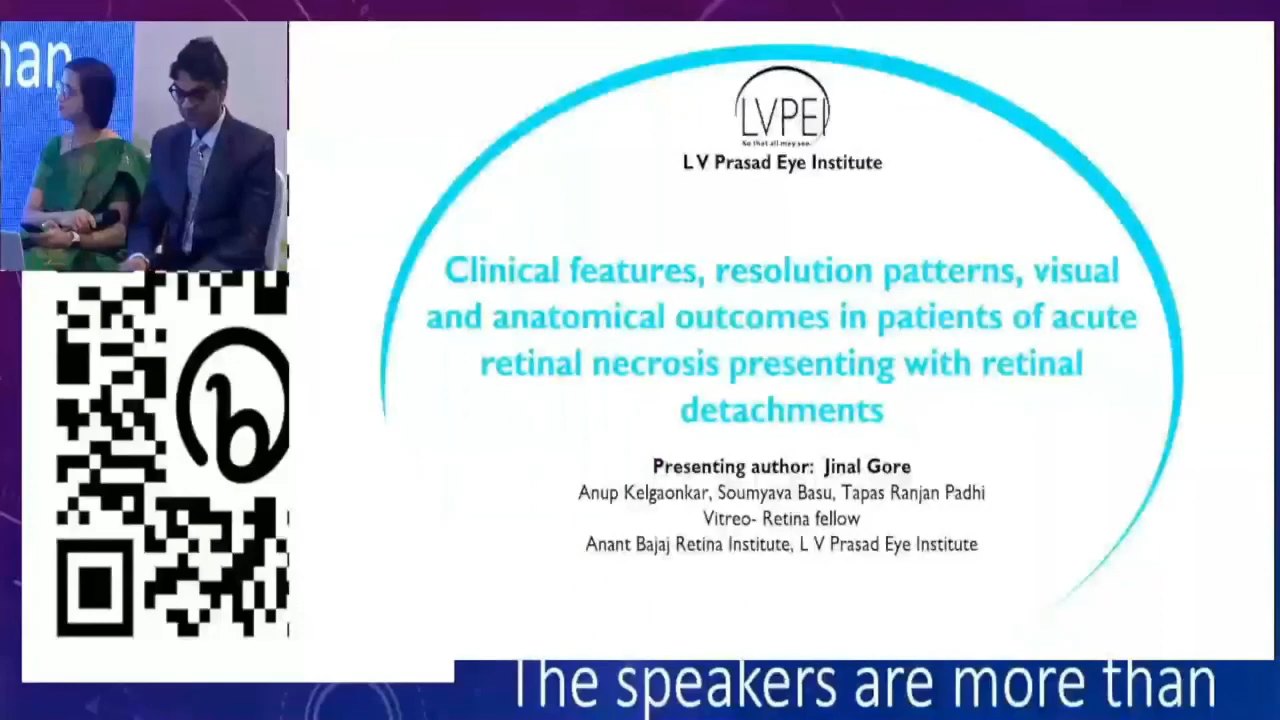 LVPEI
So that all may see.
L V Prasad Eye Institute
Clinical features, resolution patterns, visual
and anatomical outcomes in patients of acute
retinal necrosis presenting with retinal
detachments
Presenting author: Jinal Gore
Anup Kelgaonkar, Soumyava Basu, Tapas Ranjan Padhi
Vitreo- Retina fellow
Anant Bajaj Retina Institute, L V Prasad Eye Institute
The speakers are more than